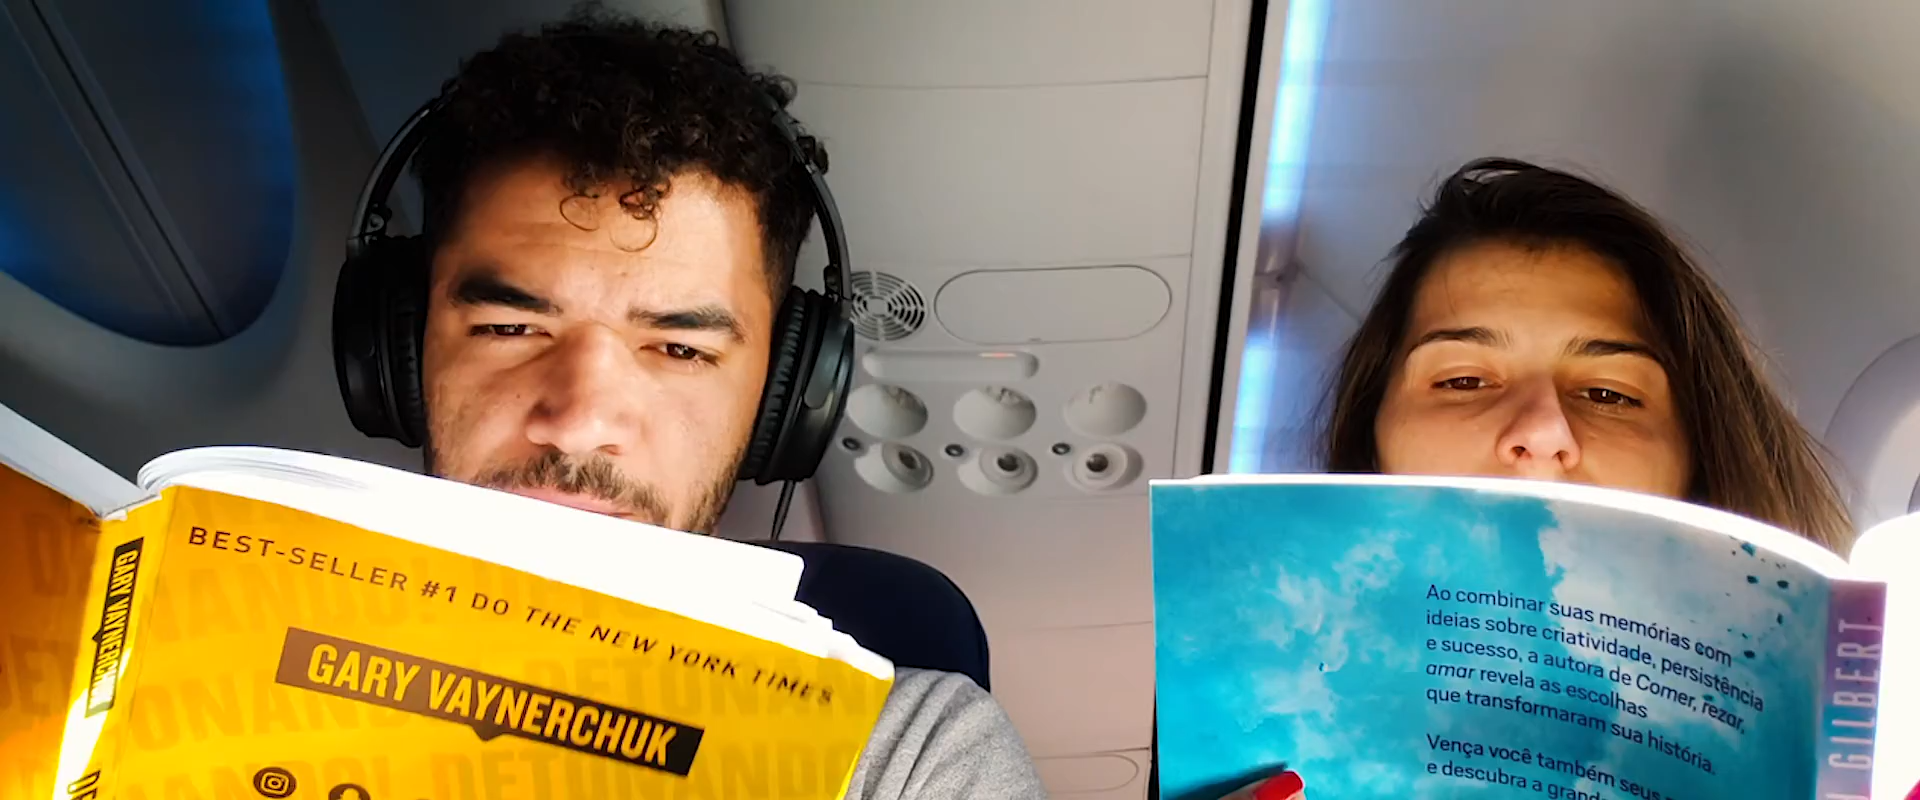 BEST-SELLER #1 DO THE NEW YORK TIMES
GARY VAYNERCHUK
GARY VAYNERCHUK
DETONANDO!
Ao combinar suas memórias com
ideias sobre criatividade, persistência
e sucesso, a autora de Comer, rezar,
amar revela as escolhas
que transformaram sua história.
Vença você também seus
e descubra a grand
GILBERT